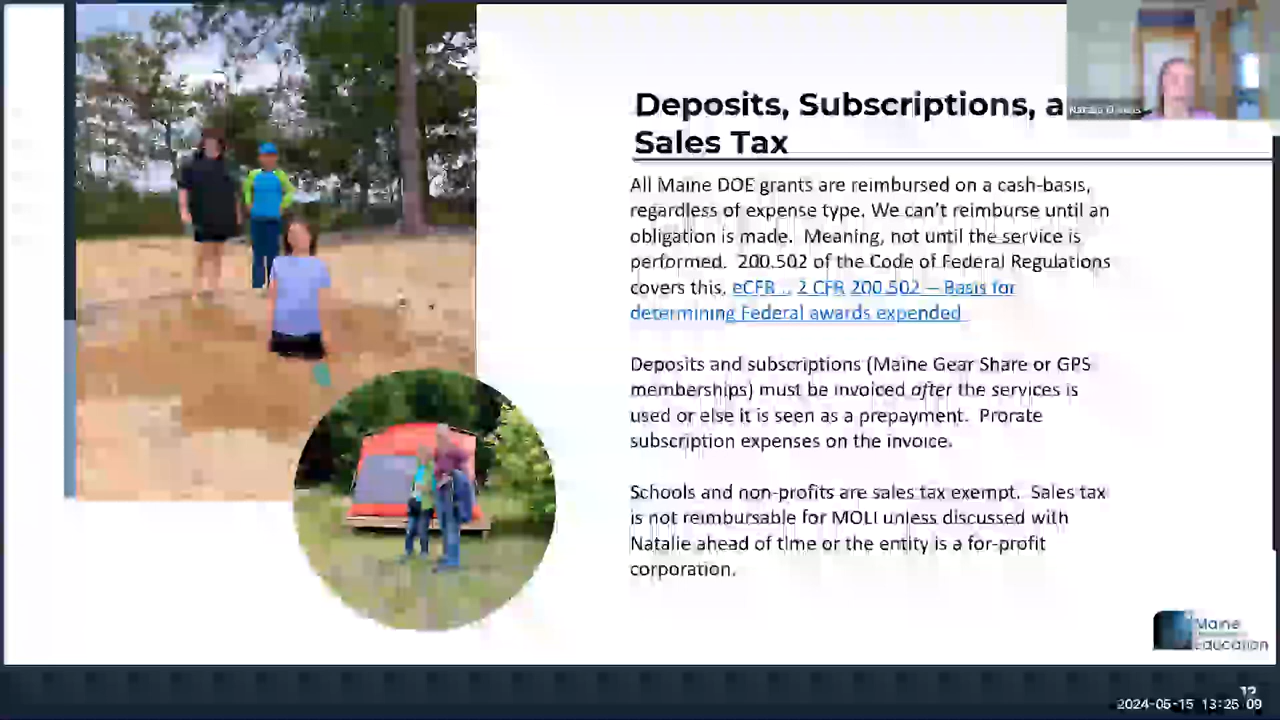 Deposits, Subscriptions, a
Sales Tax
All Maine DOE grants are reimbursed on a cash-basis,
regardless of expense type. We can't reimburse until an
obligation is made.  Meaning, not until the service is
performed.  200.502 of the Code of Federal Regulations
covers this. eCFR :: 2 CFR 200.502 -- Basis for
determining Federal awards expended
Deposits and subscriptions (Maine Gear Share or GPS
memberships) must be invoiced after the services is
used or else it is seen as a prepayment.  Prorate
subscription expenses on the invoice.
Schools and non-profits are sales tax exempt.  Sales tax
is not reimbursable for MOLI unless discussed with
Natalie ahead of time or the entity is a for-profit
corporation.
Maine
Education
12
2024-05-15 13:25:09